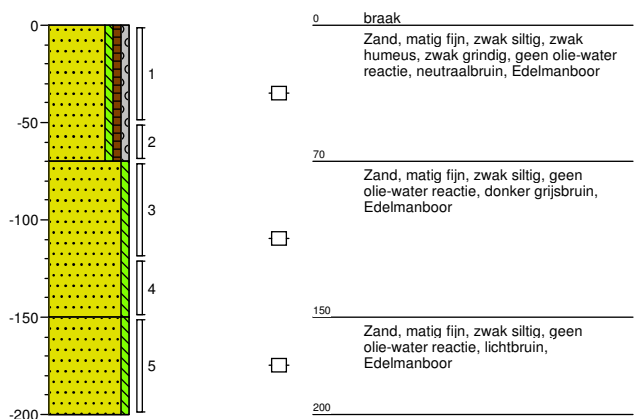 0
-50
-100
-150
-200
1
2
3
4
5
0 braak
Zand, matig fijn, zwak siltig, zwak
humeus, zwak grindig, geen olie-water
reactie, neutraalbruin, Edelmanboor
70
Zand, matig fijn, zwak siltig, geen
olie-water reactie, donker grijsbruin,
Edelmanboor
150
Zand, matig fijn, zwak siltig, geen
olie-water reactie, lichtbruin,
Edelmanboor
200